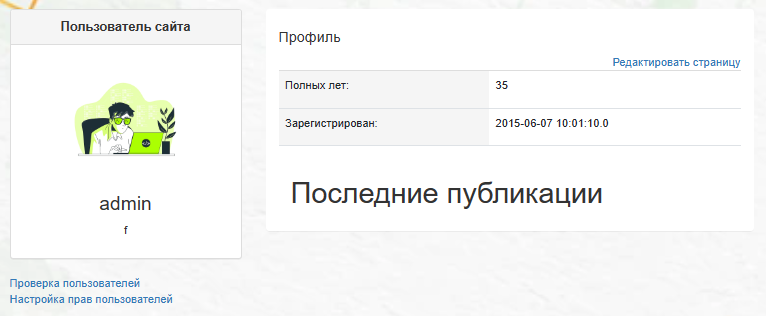 Пользователь сайта
admin
f
Проверка пользователей
Настройка прав пользователей
Профиль
Редактировать страницу
Полных лет: 35
Зарегистрирован: 2015-06-07 10:01:10.0
Последние публикации